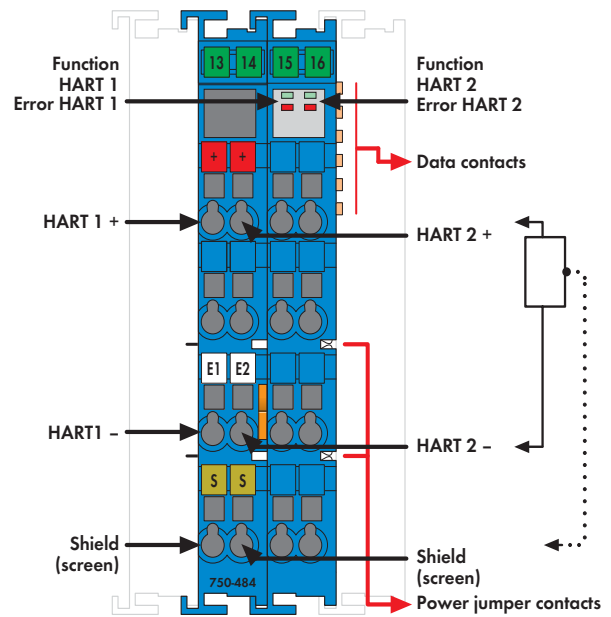 13 14 15 16
Function
HART 1
Error HART 1
Function
HART 2
Error HART 2
+ +
Data contacts
HART 1 +
HART 2 +
E1 E2
HART1 –
HART 2 –
S S
Shield
(screen)
Shield
(screen)
750-484
Power jumper contacts